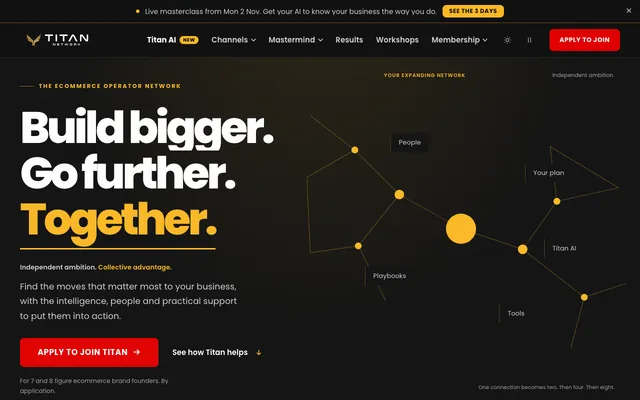 Live masterclass from Mon 2 Nov. Get your AI to know your business the way you do. SEE THE 3 DAYS ✕
TITAN
NETWORK
Titan AI NEW Channels Mastermind Results Workshops Membership APPLY TO JOIN
YOUR EXPANDING NETWORK
Independent ambition.
THE ECOMMERCE OPERATOR NETWORK
Build bigger.
Go further.
Together.
People
Your plan
Titan AI
Playbooks
Tools
Independent ambition. Collective advantage.
Find the moves that matter most to your business,
with the intelligence, people and practical support
to put them into action.
APPLY TO JOIN TITAN →
See how Titan helps ↓
For 7 and 8 figure ecommerce brand founders. By
application.
One connection becomes two. Then four. Then eight.